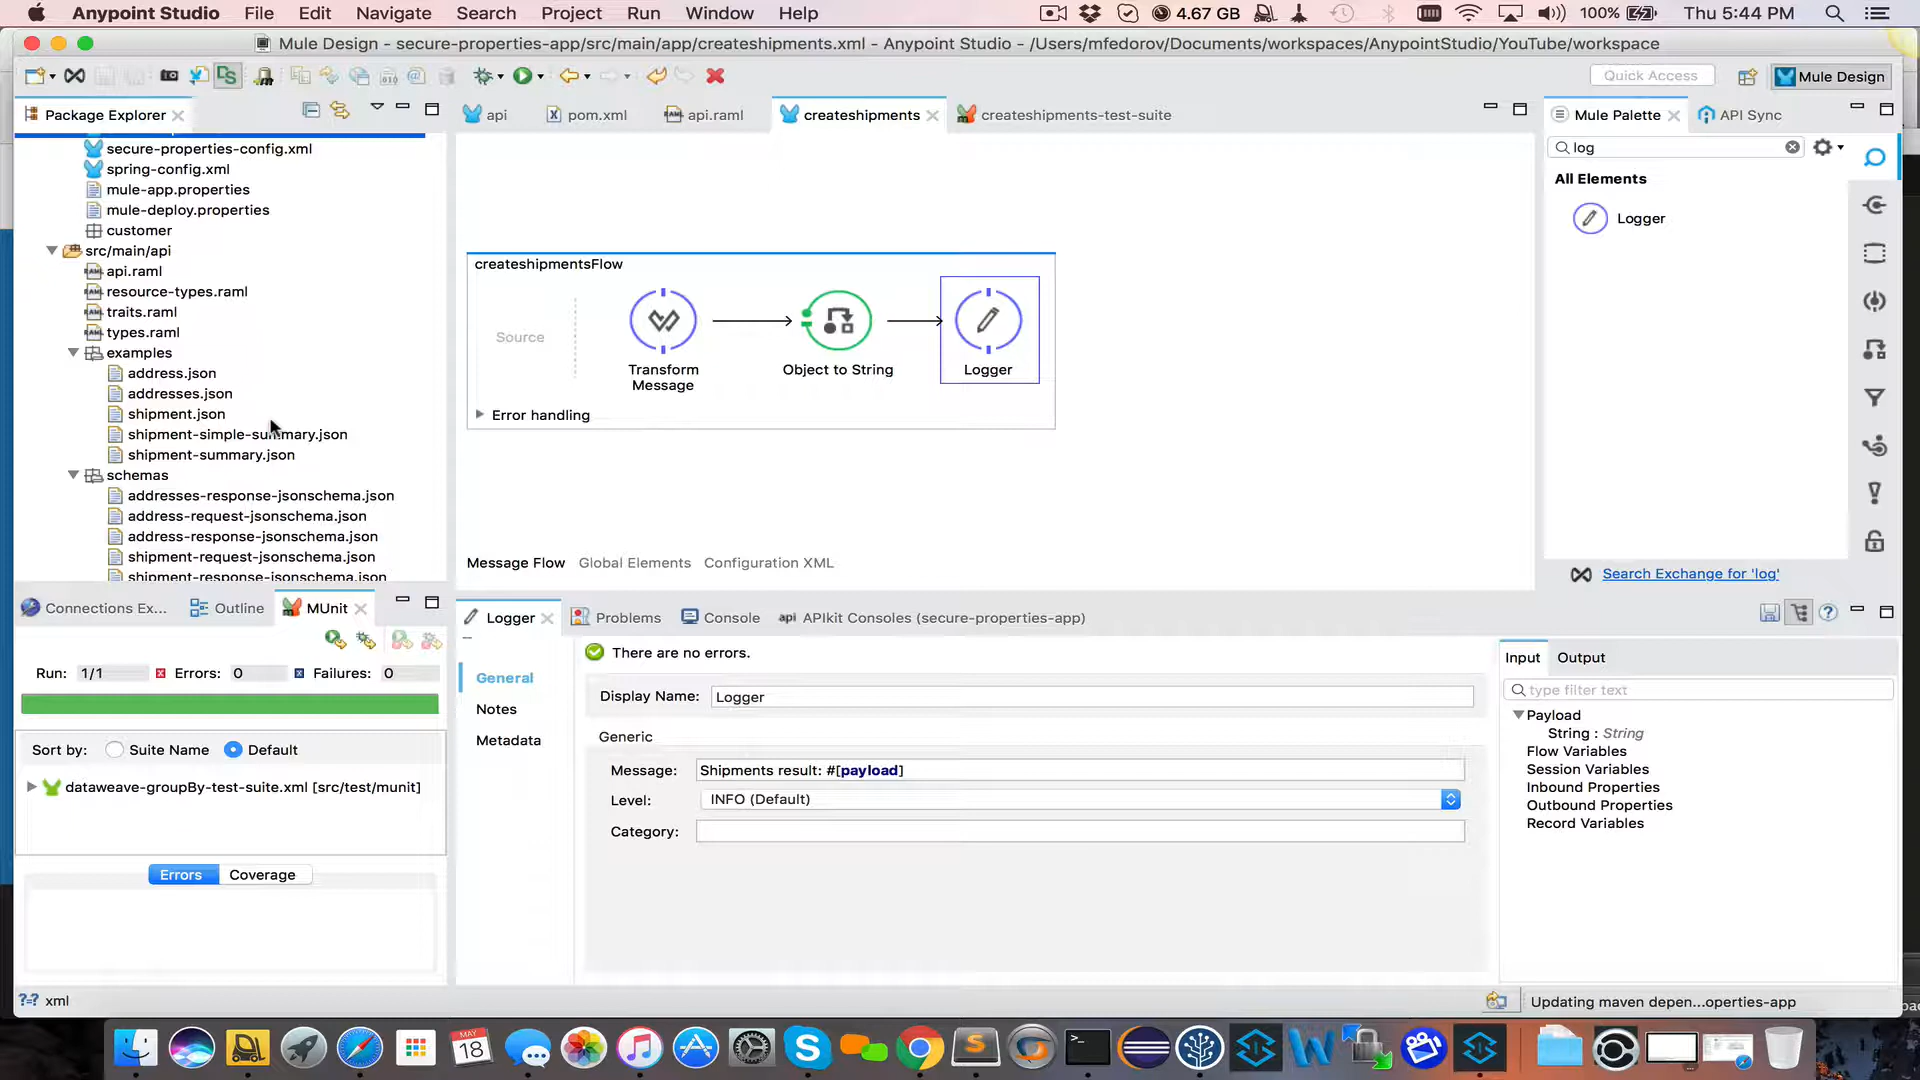 Anypoint Studio File Edit Navigate Search Project Run Window Help 4.67 GB 100% Thu 5:44 PM
Mule Design - secure-properties-app/src/main/app/createshipments.xml - Anypoint Studio - /Users/mfedorov/Documents/workspaces/AnypointStudio/YouTube/workspace
Quick Access Mule Design
Package Explorer
secure-properties-config.xml
spring-config.xml
mule-app.properties
mule-deploy.properties
customer
src/main/api
api.raml
resource-types.raml
traits.raml
types.raml
examples
address.json
addresses.json
shipment.json
shipment-simple-summary.json
shipment-summary.json
schemas
addresses-response-jsonschema.json
address-request-jsonschema.json
address-response-jsonschema.json
shipment-request-jsonschema.json
shipment-response-jsonschema.json
api pom.xml api.raml createshipments createshipments-test-suite
createshipmentsFlow
Source
Transform Message
Object to String
Logger
Error handling
Message Flow Global Elements Configuration XML
Mule Palette API Sync
log
All Elements
Logger
Search Exchange for 'log'
Connections Ex... Outline MUnit
Run: 1/1 Errors: 0 Failures: 0
Sort by: Suite Name Default
dataweave-groupBy-test-suite.xml [src/test/munit]
Errors Coverage
Logger Problems Console api APIkit Consoles (secure-properties-app)
There are no errors.
General
Notes
Metadata
Display Name: Logger
Generic
Message: Shipments result: #[payload]
Level: INFO (Default)
Category:
Input Output
type filter text
Payload
String : String
Flow Variables
Session Variables
Inbound Properties
Outbound Properties
Record Variables
xml
Updating maven depen...operties-app
MAY
18